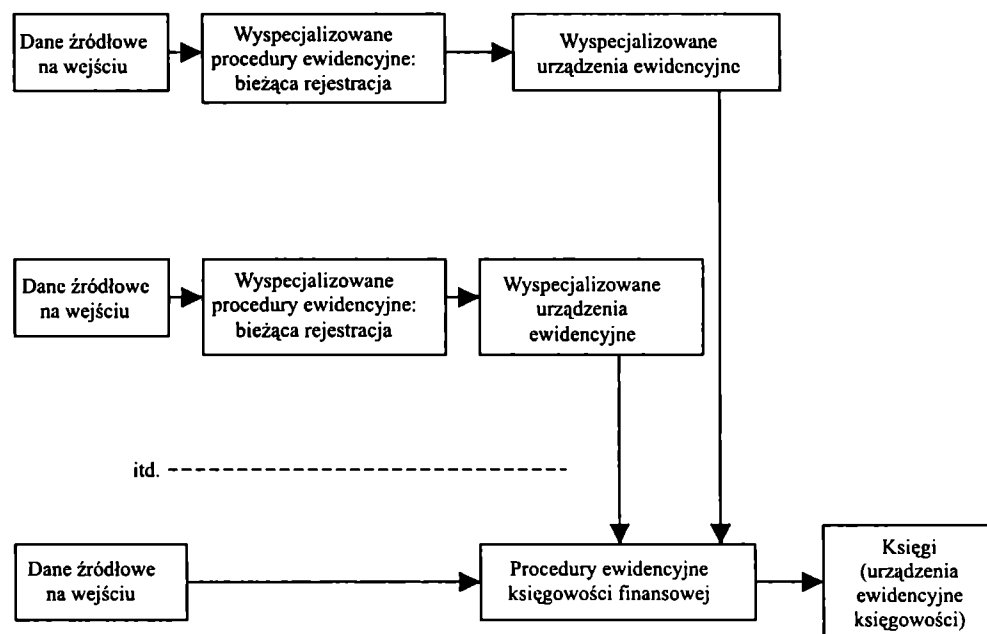 Dane źródłowe
na wejściu
Wyspecjalizowane
procedury ewidencyjne:
bieżąca rejestracja
Wyspecjalizowane
urządzenia ewidencyjne
Dane źródłowe
na wejściu
Wyspecjalizowane
procedury ewidencyjne:
bieżąca rejestracja
Wyspecjalizowane
urządzenia
ewidencyjne
itd.
Dane źródłowe
na wejściu
Procedury ewidencyjne
księgowości finansowej
Księgi
(urządzenia
ewidencyjne
księgowości)